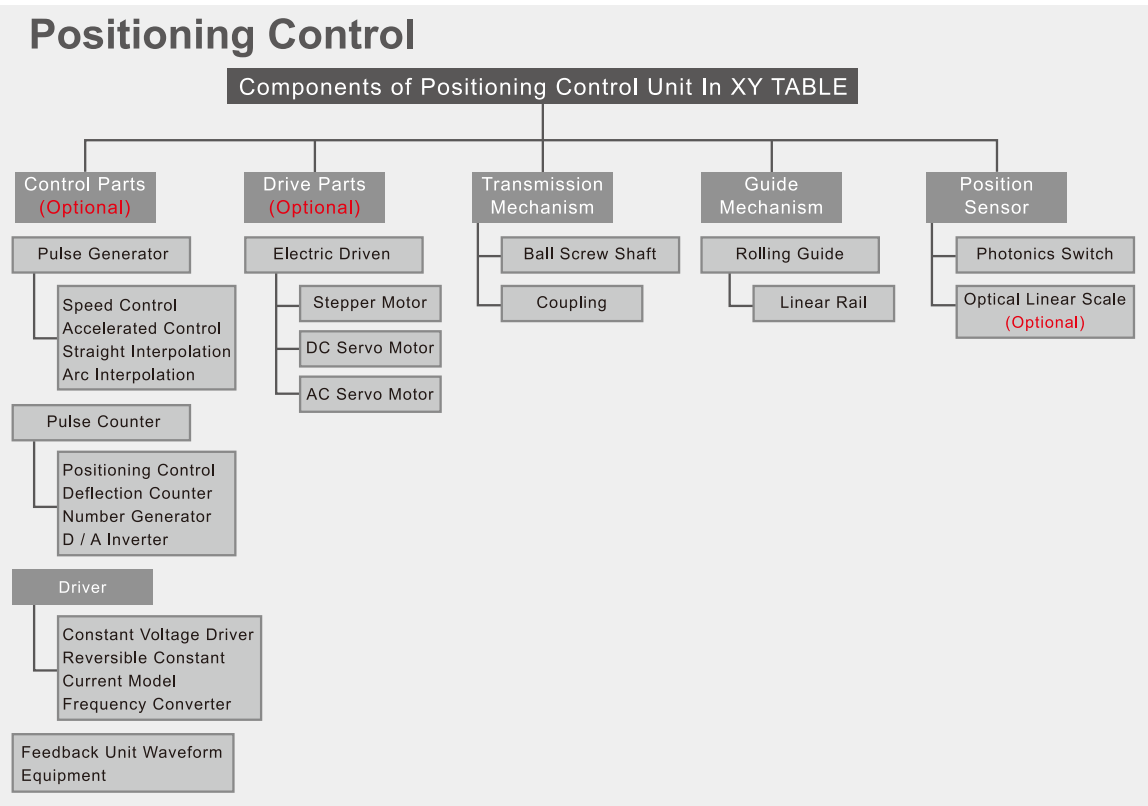 Positioning Control
Components of Positioning Control Unit In XY TABLE
Control Parts
(Optional)
Pulse Generator
Speed Control
Accelerated Control
Straight Interpolation
Arc Interpolation
Pulse Counter
Positioning Control
Deflection Counter
Number Generator
D / A Inverter
Driver
Constant Voltage Driver
Reversible Constant
Current Model
Frequency Converter
Feedback Unit Waveform
Equipment
Drive Parts
(Optional)
Electric Driven
Stepper Motor
DC Servo Motor
AC Servo Motor
Transmission
Mechanism
Ball Screw Shaft
Coupling
Guide
Mechanism
Rolling Guide
Linear Rail
Position
Sensor
Photonics Switch
Optical Linear Scale
(Optional)